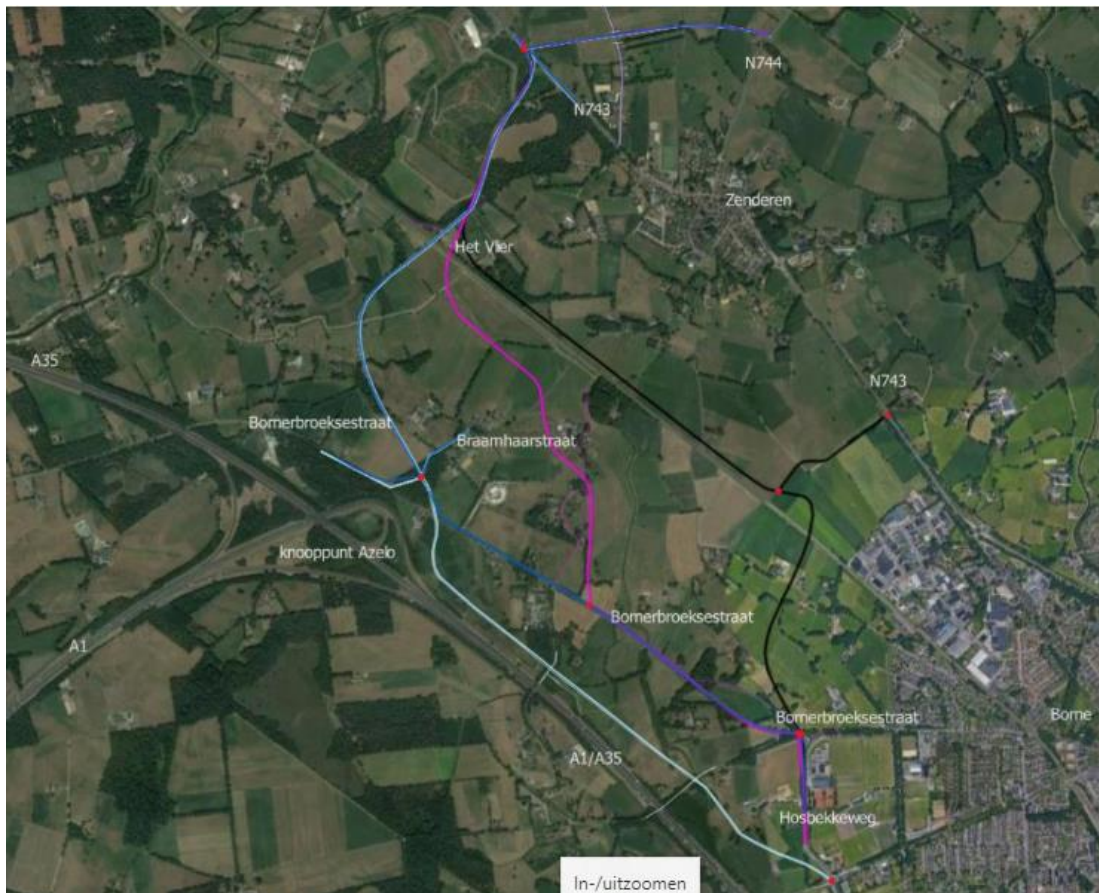 N744
N743
Zenderen
Het Vlier
A35
N743
Bornerbroeksestraat
Braamhaarstraat
knooppunt Azelo
Bornerbroeksestraat
A1
Bornerbroeksestraat
Borne
A1/A35
Hosbekkeweg
In-/uitzoomen